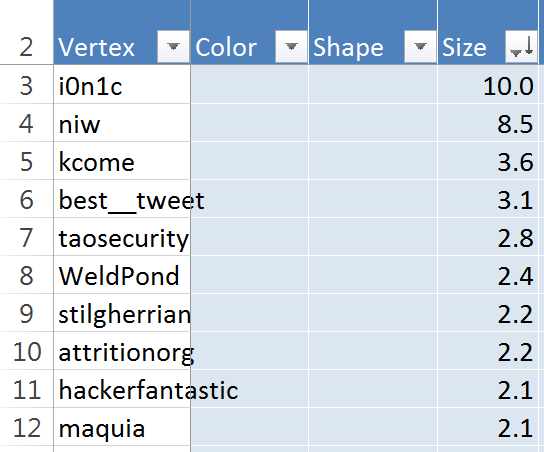 2 Vertex Color Shape Size
3 i0n1c 10.0
4 niw 8.5
5 kcome 3.6
6 best__tweet 3.1
7 taosecurity 2.8
8 WeldPond 2.4
9 stilgherrian 2.2
10 attritionorg 2.2
11 hackerfantastic 2.1
12 maquia 2.1